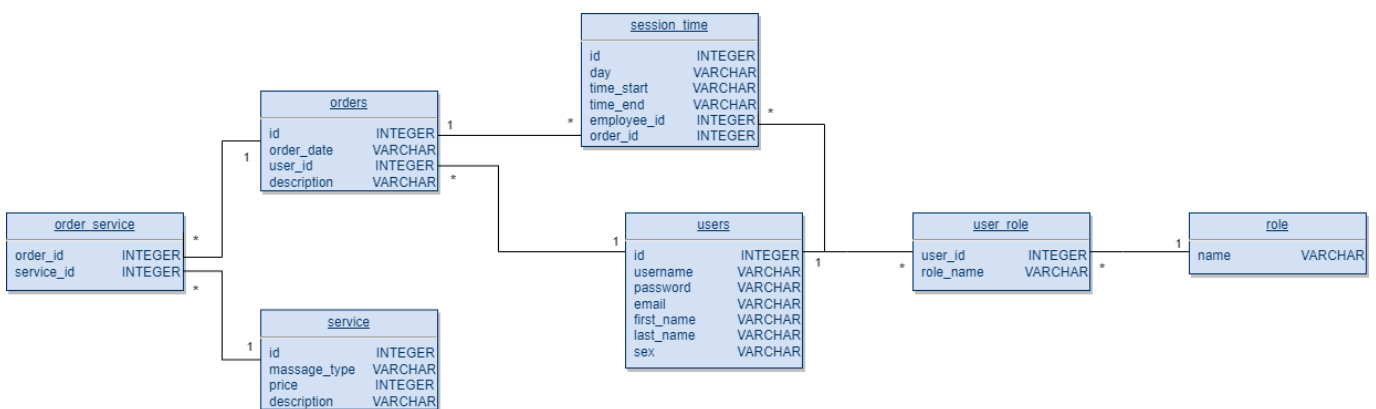 session_time
id INTEGER
day VARCHAR
time_start VARCHAR
time_end VARCHAR
employee_id INTEGER
order_id INTEGER
orders
id INTEGER
order_date VARCHAR
user_id INTEGER
description VARCHAR
1
*
*
1
*
order_service
order_id INTEGER
service_id INTEGER
*
*
users
id INTEGER
username VARCHAR
password VARCHAR
email VARCHAR
first_name VARCHAR
last_name VARCHAR
sex VARCHAR
1
1
user_role
user_id INTEGER
role_name VARCHAR
*
*
role
name VARCHAR
1
service
id INTEGER
massage_type VARCHAR
price INTEGER
description VARCHAR
1